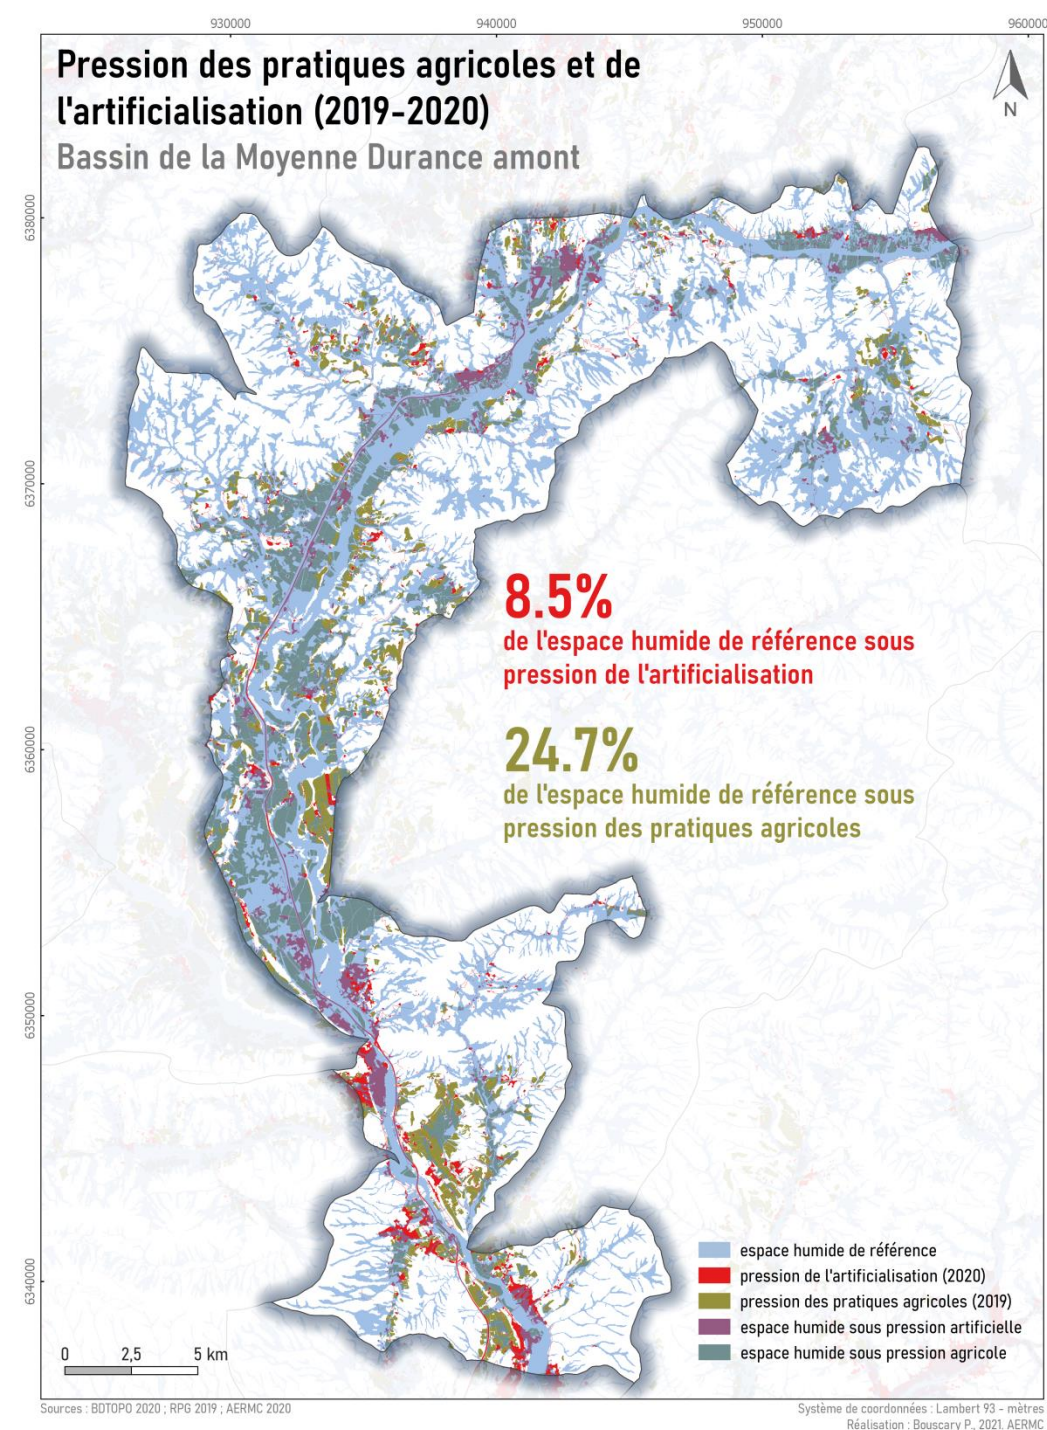 930000
940000
950000
960000
Pression des pratiques agricoles et de
l'artificialisation (2019-2020)
Bassin de la Moyenne Durance amont
N
6380000
6370000
6360000
6350000
6340000
8.5%
de l'espace humide de référence sous
pression de l'artificialisation
24.7%
de l'espace humide de référence sous
pression des pratiques agricoles
espace humide de référence
pression de l'artificialisation (2020)
pression des pratiques agricoles (2019)
espace humide sous pression artificielle
espace humide sous pression agricole
0 2,5 5 km
Sources : BDTOPO 2020 ; RPG 2019 ; AERMC 2020
Système de coordonnées : Lambert 93 - mètres
Réalisation : Bouscary P., 2021. AERMC